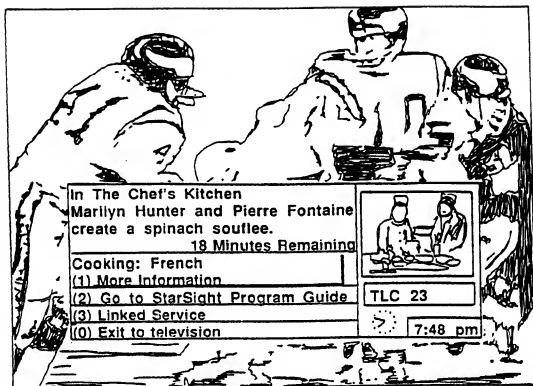 In The Chef's Kitchen
Marilyn Hunter and Pierre Fontaine
create a spinach souflee.
18 Minutes Remaining
Cooking: French
(1) More Information
(2) Go to StarSight Program Guide
(3) Linked Service
(0) Exit to television
TLC 23
7:48 pm